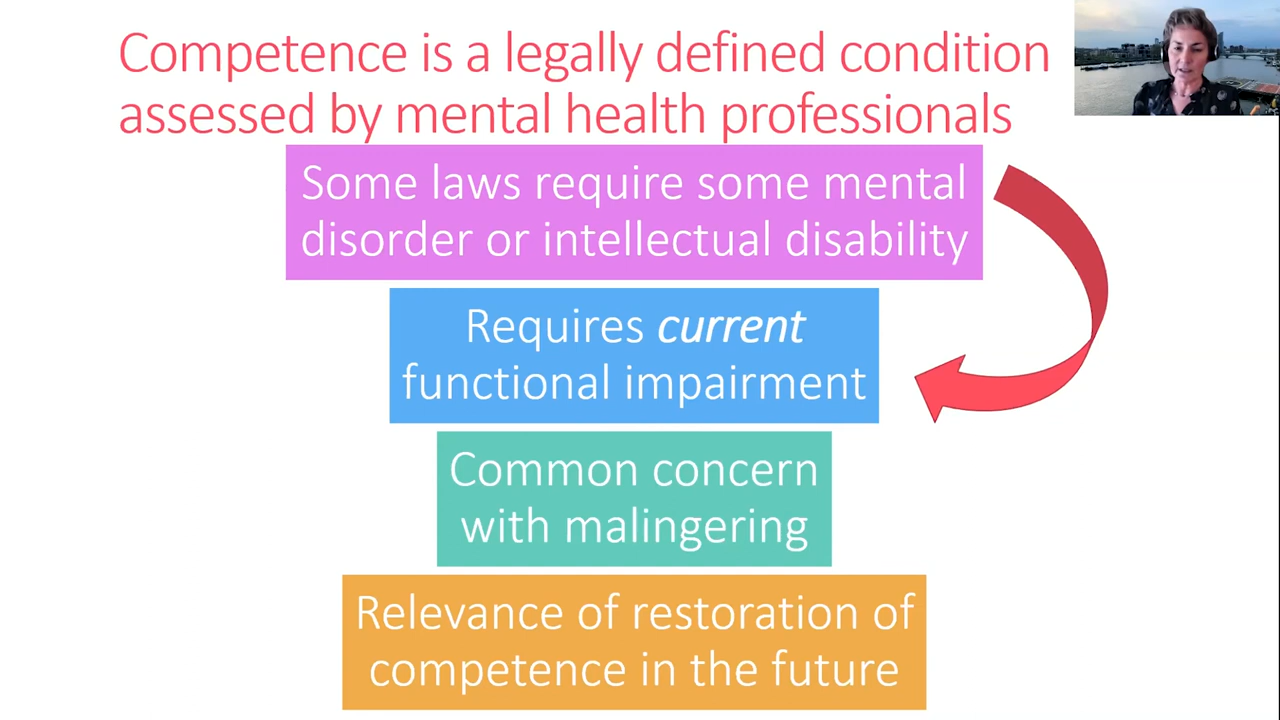 Competence is a legally defined condition
assessed by mental health professionals
Some laws require some mental
disorder or intellectual disability
Requires current
functional impairment
Common concern
with malingering
Relevance of restoration of
competence in the future